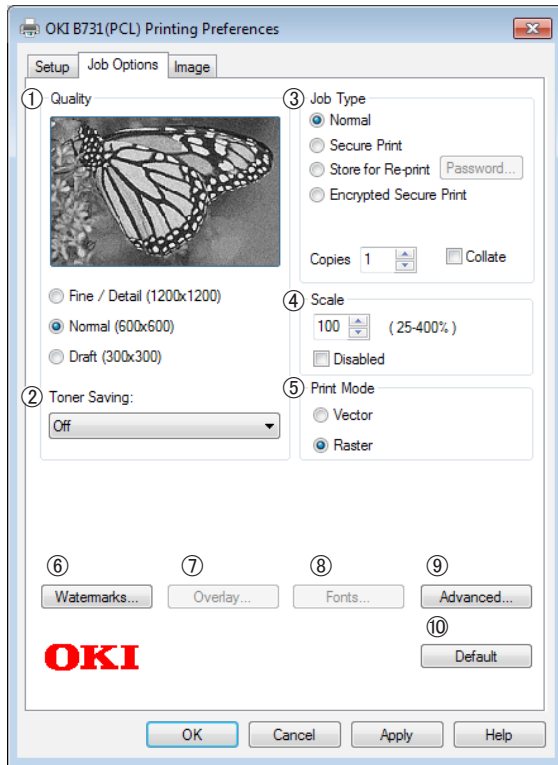 OKI B731(PCL) Printing Preferences
Setup Job Options Image
① Quality
Fine / Detail (1200x1200)
Normal (600x600)
Draft (300x300)
② Toner Saving:
Off
③ Job Type
Normal
Secure Print
Store for Re-print Password...
Encrypted Secure Print
Copies 1 Collate
④ Scale
100 ( 25-400% )
Disabled
⑤ Print Mode
Vector
Raster
⑥ ⑦ ⑧ ⑨
Watermarks... Overlay... Fonts... Advanced...
⑩
OKI Default
OK Cancel Apply Help